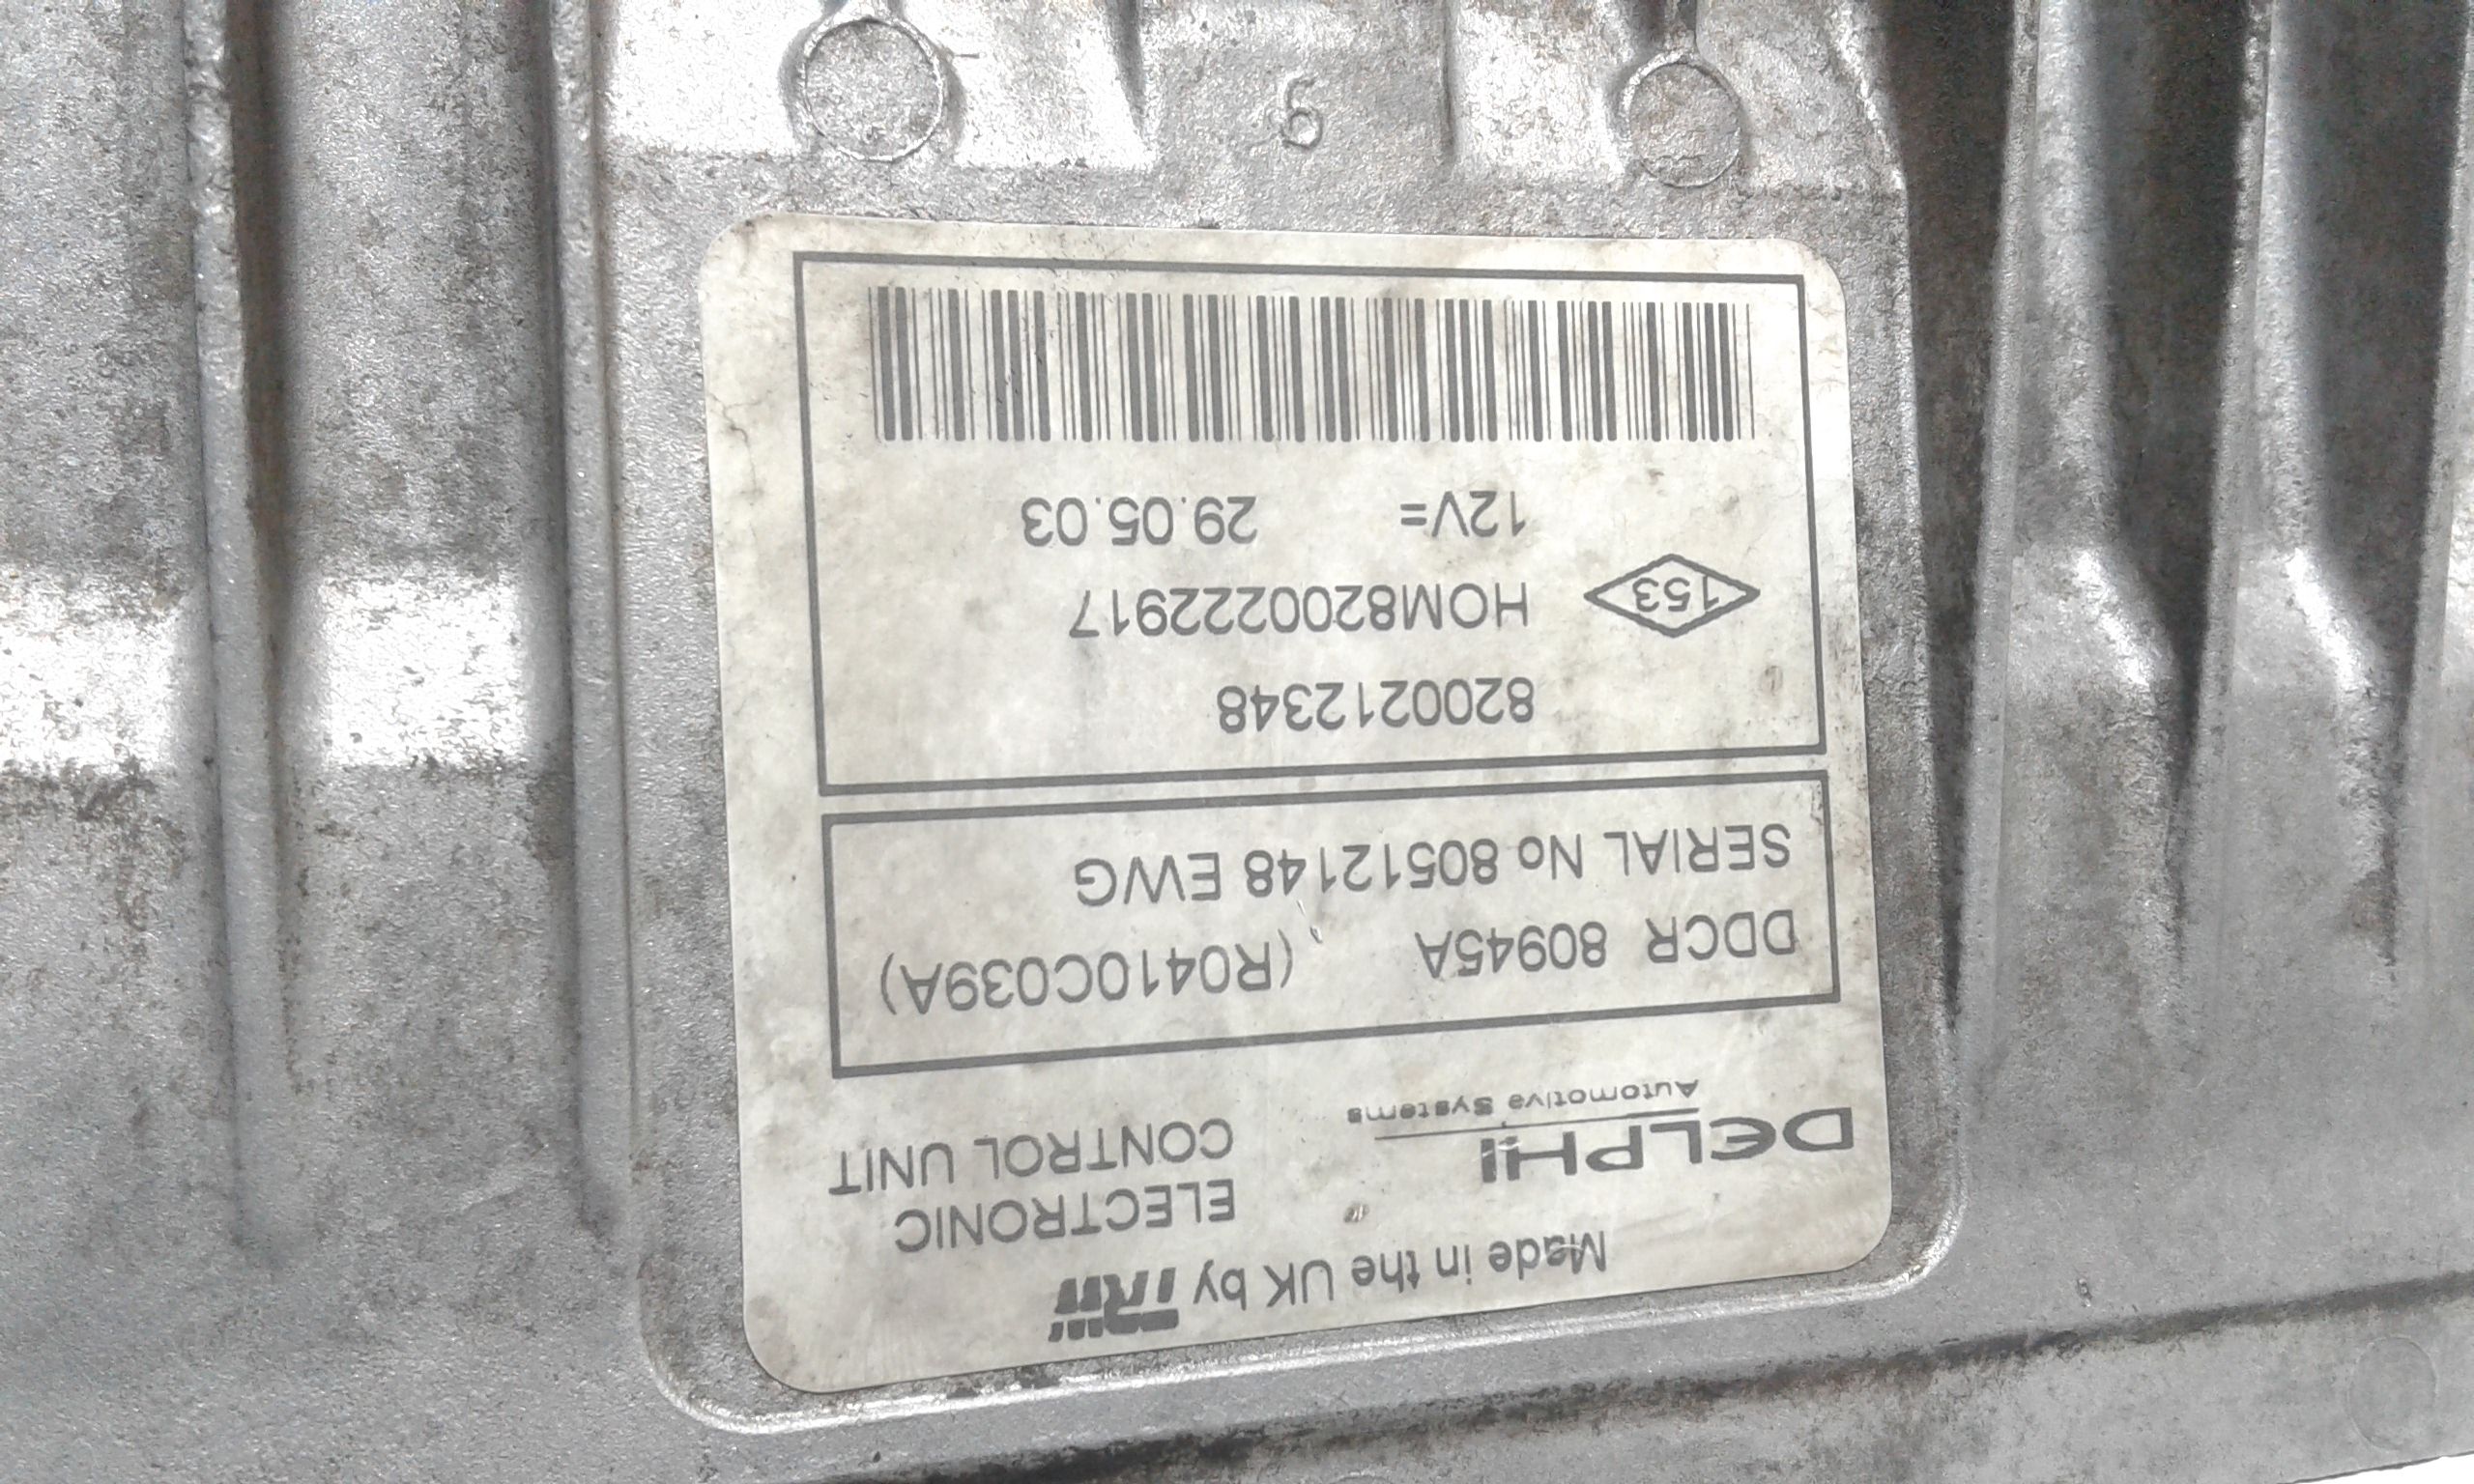 Made in the UK by TRW
DELPHI
Automotive Systems
ELECTRONIC
CONTROL UNIT
DDCR 80945A (R0410C039A)
SERIAL No 80512148 EWG
8200212348
153
HOM8200222917
12V= 29.05.03